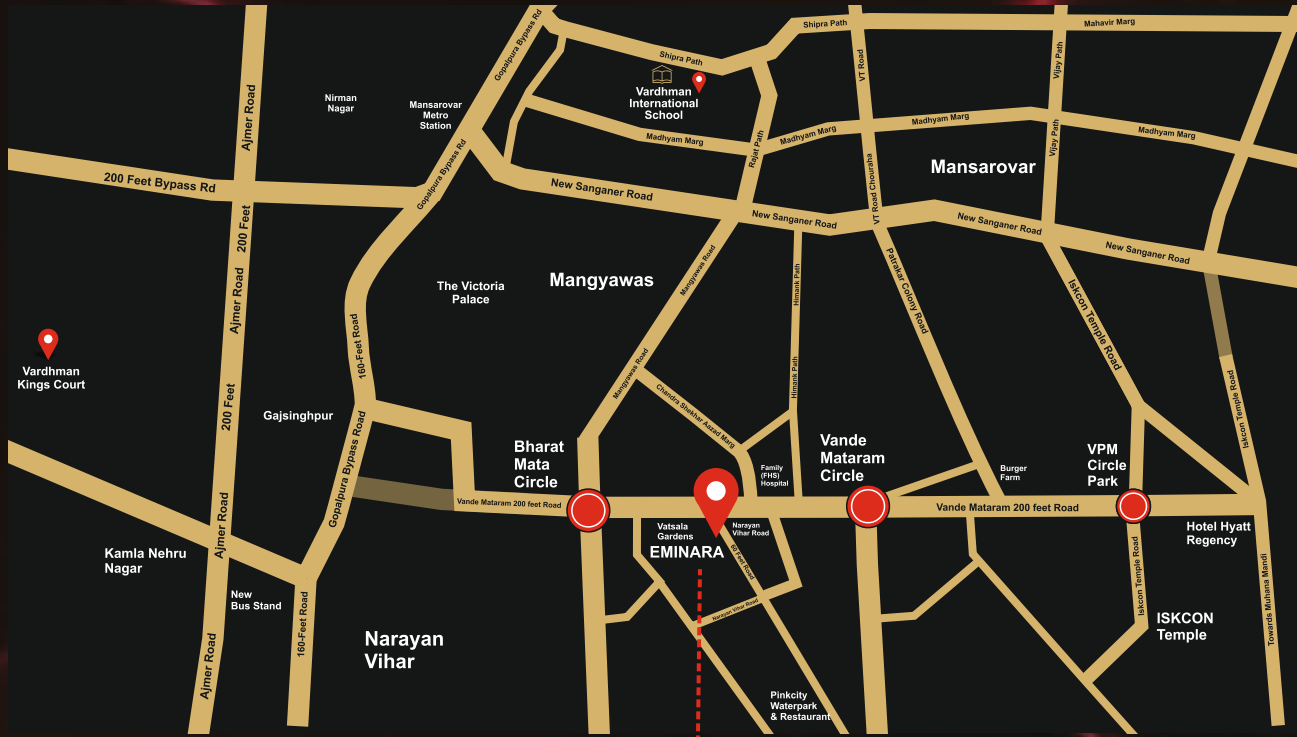 Shipra Path
Mahavir Marg
Gopalpura Bypass Rd
Shipra Path
VT Road
Vijay Path
Vardhman
International
School
Nirman
Nagar
Mansarovar
Metro
Station
Ajmer Road
Madhyam Marg
Madhyam Marg
Madhyam Marg
Madhyam Marg
Vijay Path
Rajat Path
Mansarovar
Gopalpura Bypass Rd
200 Feet Bypass Rd
New Sanganer Road
VT Road Chouraha
New Sanganer Road
New Sanganer Road
New Sanganer Road
200 Feet
Mangyawas Road
Himank Path
Patrakar Colony Road
Iskcon Temple Road
The Victoria
Palace
Mangyawas
Ajmer Road
160-Feet Road
Vardhman
Kings Court
Mangyawas Road
Himank Path
Chandra Shekhar Aazad Marg
200 Feet
Gajsinghpur
Iskcon Temple Road
Bharat
Mata
Circle
Vande
Mataram
Circle
VPM
Circle
Park
Gopalpura Bypass Road
Family
(FHS)
Hospital
Burger
Farm
Vande Mataram 200 feet Road
Vande Mataram 200 feet Road
Ajmer Road
Vatsala
Gardens
Narayan
Vihar Road
EMINARA
60 Feet Road
Hotel Hyatt
Regency
Kamla Nehru
Nagar
New
Bus Stand
160-Feet Road
Narayan Vihar Road
Iskcon Temple Road
Towards Muhana Mandi
ISKCON
Temple
Narayan
Vihar
Ajmer Road
Pinkcity
Waterpark
& Restaurant